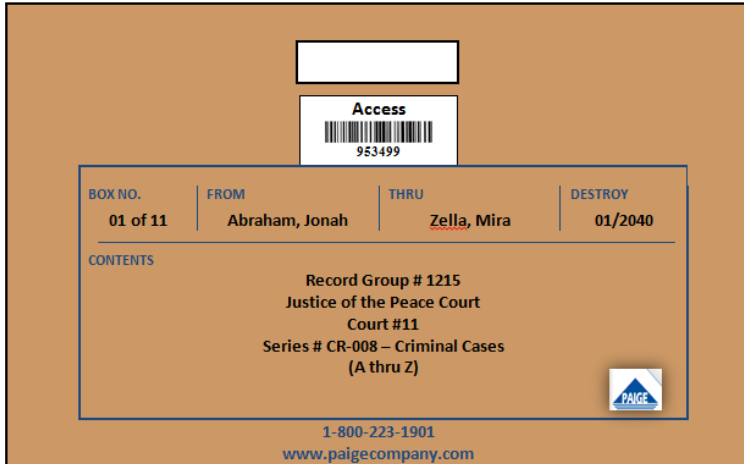 Access
953499
BOX NO. FROM THRU DESTROY
01 of 11 Abraham, Jonah Zella, Mira 01/2040
CONTENTS
Record Group # 1215
Justice of the Peace Court
Court #11
Series # CR-008 – Criminal Cases
(A thru Z)
PAIGE
1-800-223-1901
www.paigecompany.com